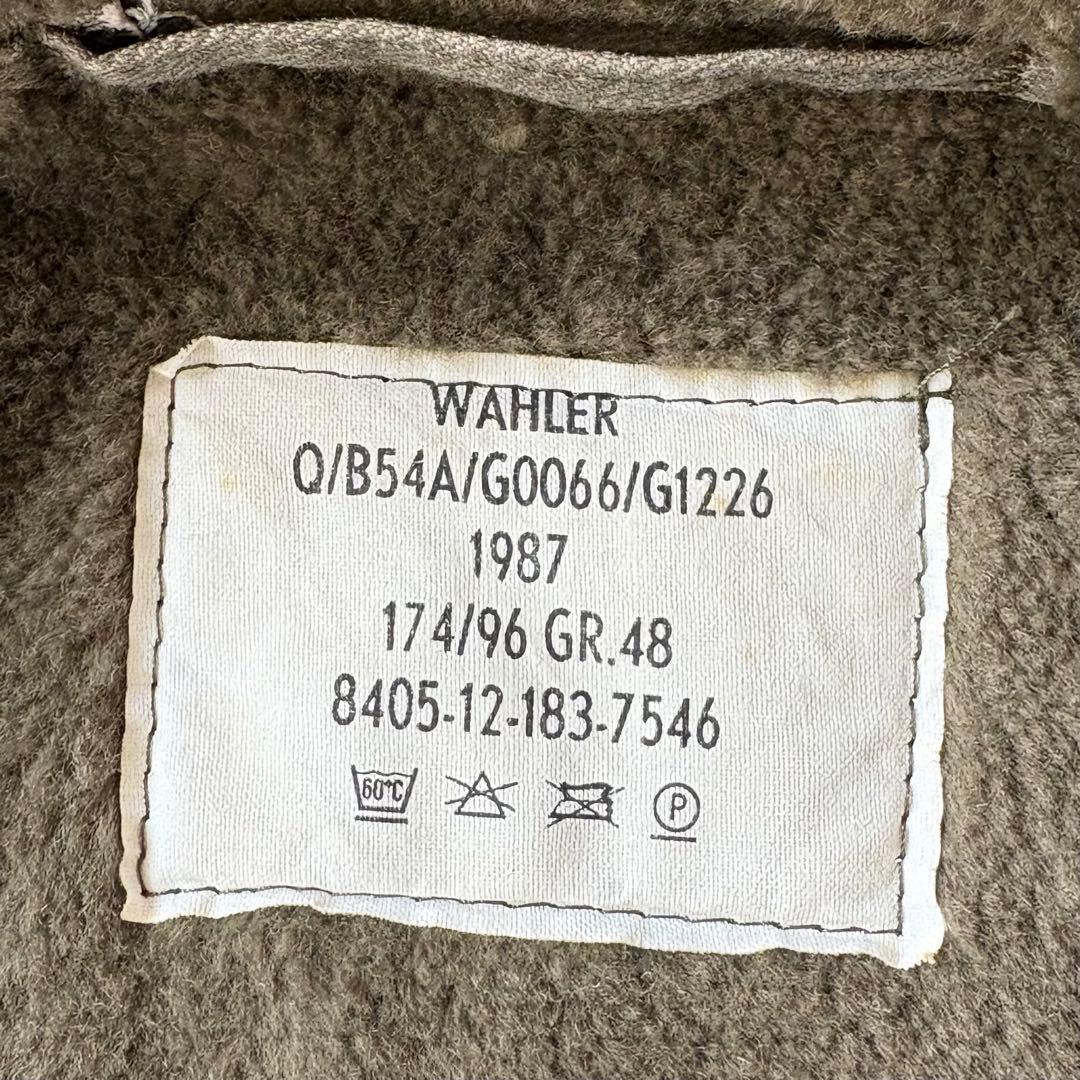 WAHLER
Q/B54A/G0066/G1226
1987
174/96 GR.48
8405-12-183-7546
60°C
P